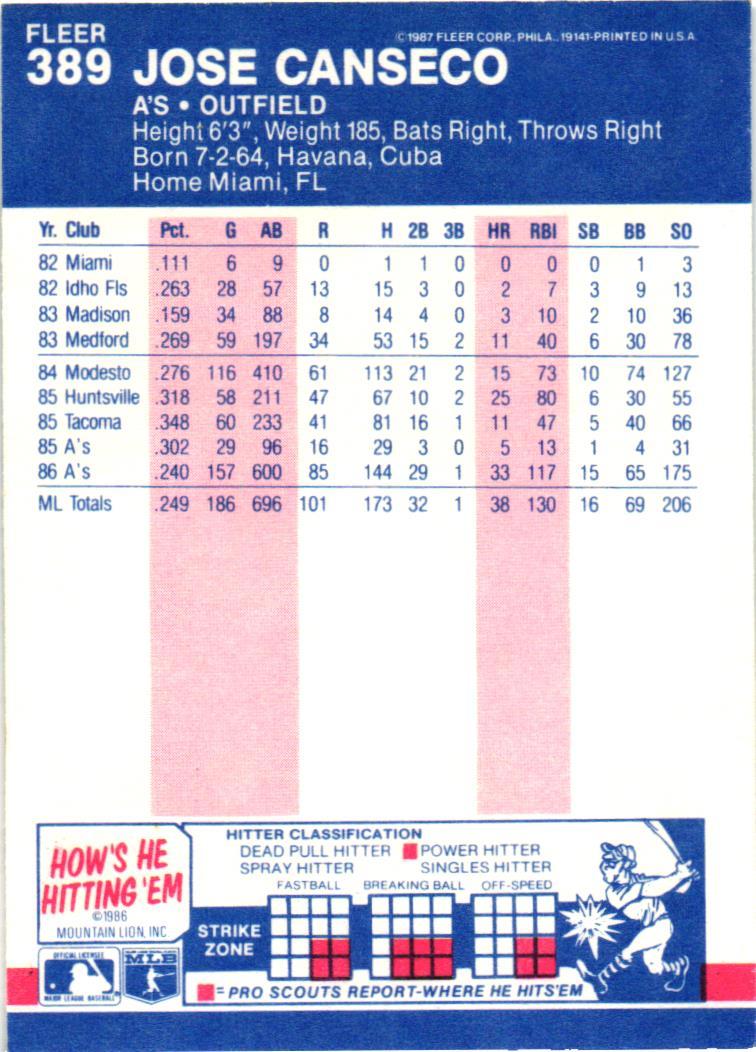 FLEER
©1987 FLEER CORP. PHILA., 19141-PRINTED IN U.S.A.
389 JOSE CANSECO
A'S • OUTFIELD
Height 6'3", Weight 185, Bats Right, Throws Right
Born 7-2-64, Havana, Cuba
Home Miami, FL
Yr. Club Pct. G AB R H 2B 3B HR RBI SB BB SO
82 Miami .111 6 9 0 1 1 0 0 0 0 1 3
82 Idho Fls .263 28 57 13 15 3 0 2 7 3 9 13
83 Madison .159 34 88 8 14 4 0 3 10 2 10 36
83 Medford .269 59 197 34 53 15 2 11 40 6 30 78
84 Modesto .276 116 410 61 113 21 2 15 73 10 74 127
85 Huntsville .318 58 211 47 67 10 2 25 80 6 30 55
85 Tacoma .348 60 233 41 81 16 1 11 47 5 40 66
85 A's .302 29 96 16 29 3 0 5 13 1 4 31
86 A's .240 157 600 85 144 29 1 33 117 15 65 175
ML Totals .249 186 696 101 173 32 1 38 130 16 69 206
HOW'S HE
HITTING 'EM
©1986
MOUNTAIN LION, INC.
OFFICIAL LICENSEE
MAJOR LEAGUE BASEBALL
MLB
HITTER CLASSIFICATION
DEAD PULL HITTER POWER HITTER
SPRAY HITTER SINGLES HITTER
FASTBALL BREAKING BALL OFF-SPEED
STRIKE
ZONE
= PRO SCOUTS REPORT-WHERE HE HITS 'EM